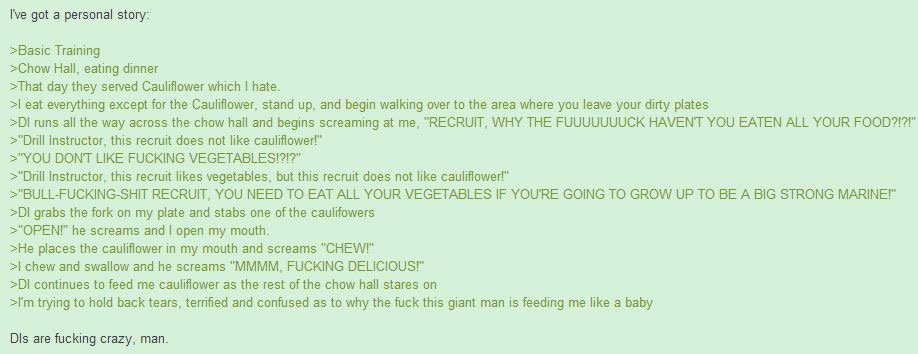 I've got a personal story:
>Basic Training
>Chow Hall, eating dinner
>That day they served Cauliflower which I hate.
>I eat everything except for the Cauliflower, stand up, and begin walking over to the area where you leave your dirty plates
>DI runs all the way across the chow hall and begins screaming at me, "RECRUIT, WHY THE FUUUUUUUCK HAVEN'T YOU EATEN ALL YOUR FOOD?!?!"
>"Drill Instructor, this recruit does not like cauliflower!"
>"YOU DON'T LIKE FUCKING VEGETABLES!?!?"
>"Drill Instructor, this recruit likes vegetables, but this recruit does not like cauliflower!"
>"BULL-FUCKING-SHIT RECRUIT, YOU NEED TO EAT ALL YOUR VEGETABLES IF YOU'RE GOING TO GROW UP TO BE A BIG STRONG MARINE!"
>DI grabs the fork on my plate and stabs one of the caulifowers
>"OPEN!" he screams and I open my mouth.
>He places the cauliflower in my mouth and screams "CHEW!"
>I chew and swallow and he screams "MMMM, FUCKING DELICIOUS!"
>DI continues to feed me cauliflower as the rest of the chow hall stares on
>I'm trying to hold back tears, terrified and confused as to why the fuck this giant man is feeding me like a baby
DIs are fucking crazy, man.